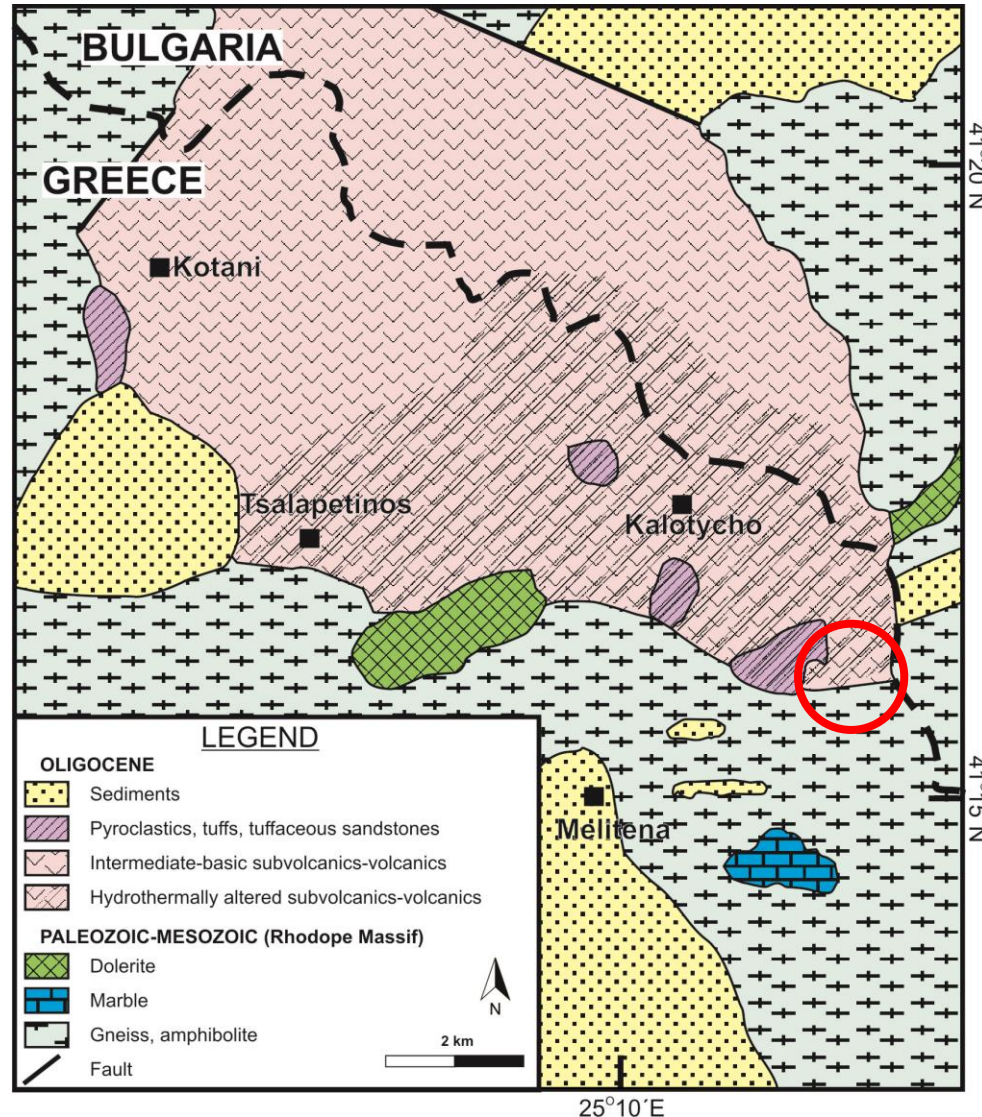 BULGARIA
GREECE
41°20 N
Kotani
Tsalapetinos
Kalotycho
Melitena
41°15 N
LEGEND
OLIGOCENE
Sediments
Pyroclastics, tuffs, tuffaceous sandstones
Intermediate-basic subvolcanics-volcanics
Hydrothermally altered subvolcanics-volcanics
PALEOZOIC-MESOZOIC (Rhodope Massif)
Dolerite
Marble
Gneiss, amphibolite
Fault
N
2 km
25°10´E